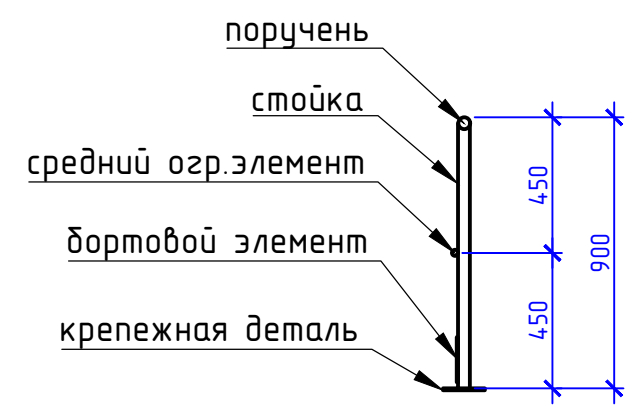 поручень
стойка
средний огр.элемент
бортовой элемент
крепежная деталь
450
900
450